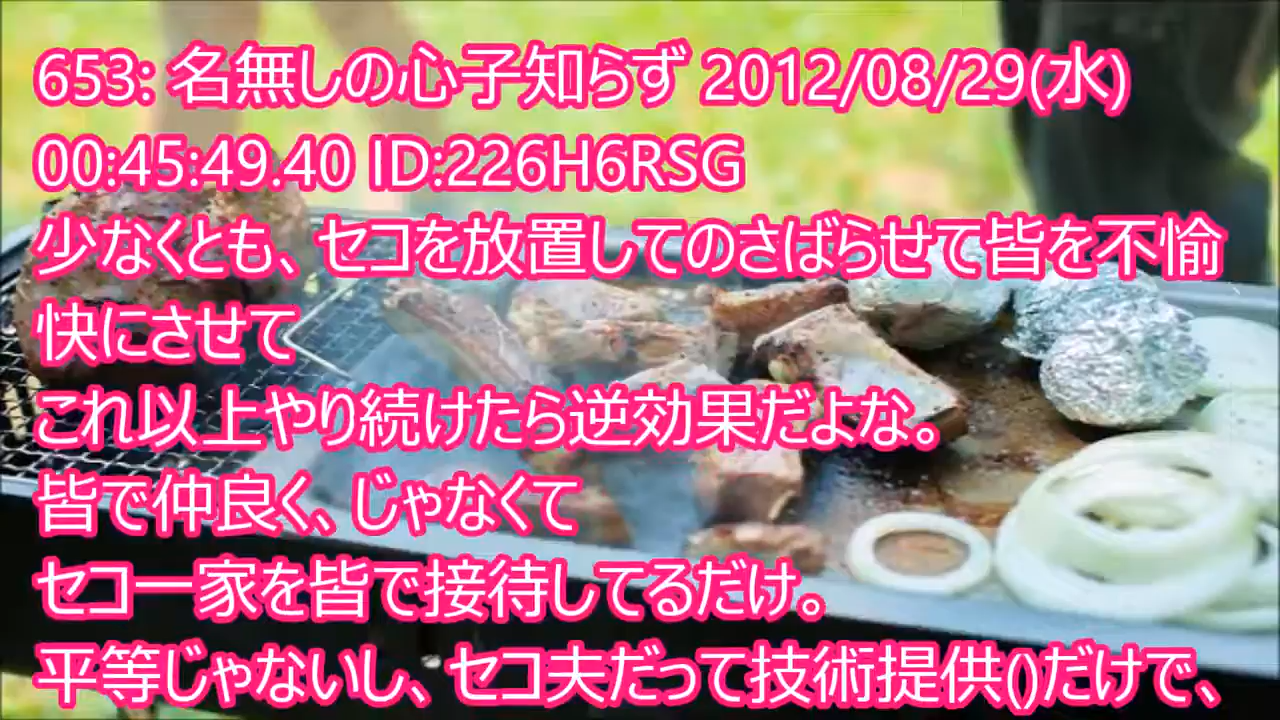 653: 名無しの心子知らず 2012/08/29(水)
00:45:49.40 ID:226H6RSG
少なくとも、セコを放置してのさばらせて皆を不愉
快にさせて
これ以上やり続けたら逆効果だよな。
皆で仲良く、じゃなくて
セコ一家を皆で接待してるだけ。
平等じゃないし、セコ夫だって技術提供()だけで、